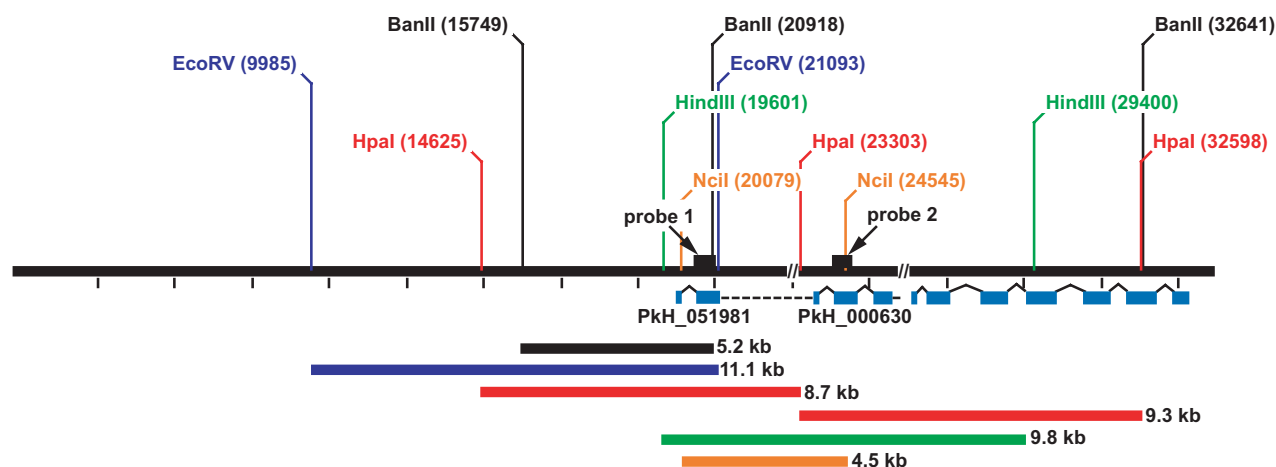 BanII (15749)
BanII (20918)
BanII (32641)
EcoRV (9985)
EcoRV (21093)
HindIII (19601)
HindIII (29400)
HpaI (14625)
HpaI (23303)
HpaI (32598)
NciI (20079)
NciI (24545)
probe 1
probe 2
//
//
PkH_051981
PkH_000630
5.2 kb
11.1 kb
8.7 kb
9.3 kb
9.8 kb
4.5 kb